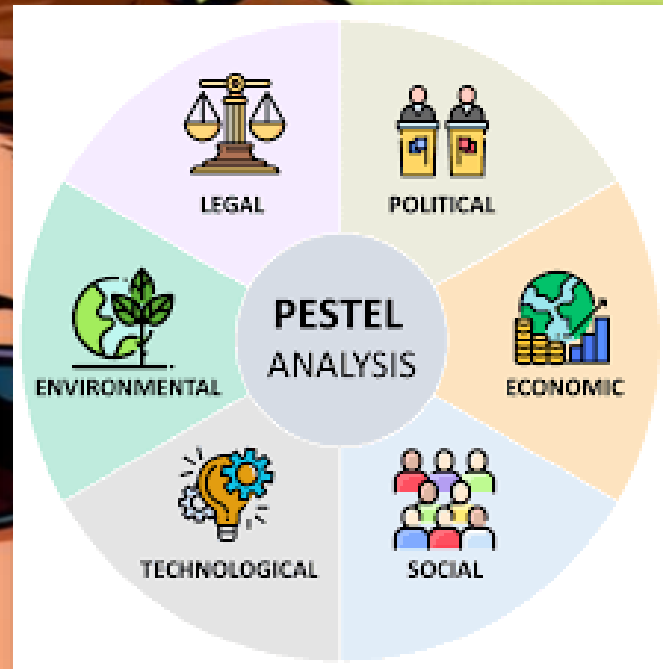 LEGAL
POLITICAL
PESTEL
ANALYSIS
ENVIRONMENTAL
ECONOMIC
TECHNOLOGICAL
SOCIAL